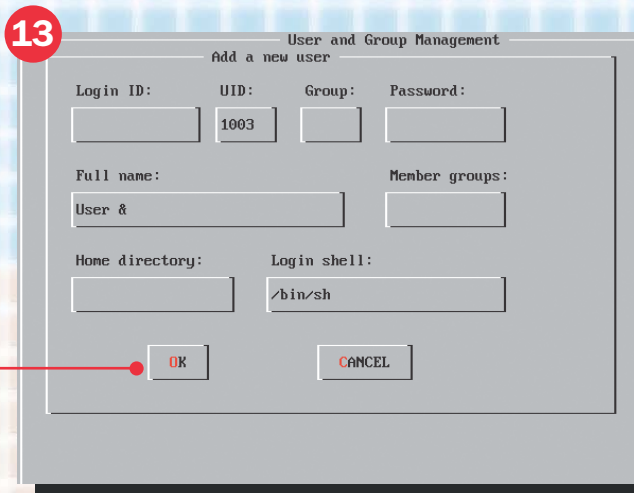 13
User and Group Management
Add a new user
Login ID: UID: Group: Password:
1003
Full name: Member groups:
User &
Home directory: Login shell:
/bin/sh
OK CANCEL